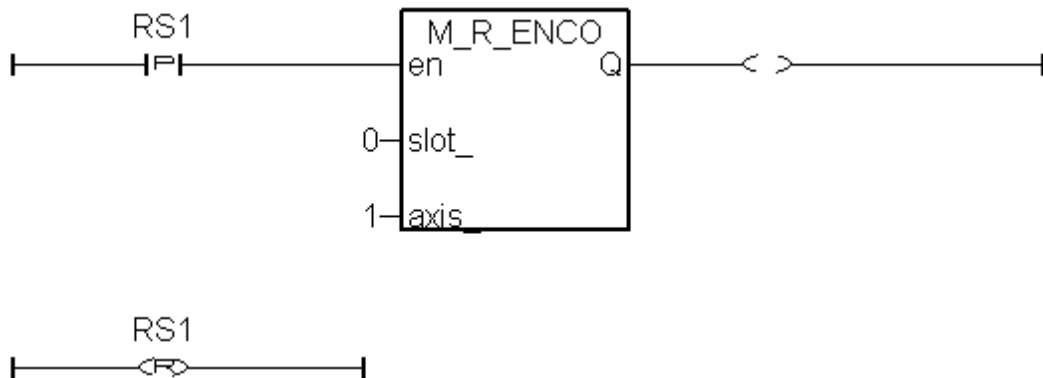 RS1
P
M_R_ENCO
en Q
0 slot_
1 axis_
RS1
R